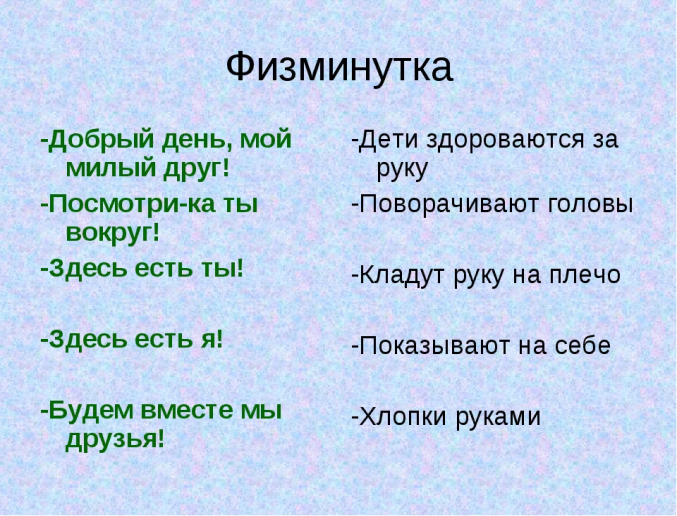 Физминутка
-Добрый день, мой
милый друг!
-Посмотри-ка ты
вокруг!
-Здесь есть ты!
-Здесь есть я!
-Будем вместе мы
друзья!
-Дети здороваются за
руку
-Поворачивают головы
-Кладут руку на плечо
-Показывают на себе
-Хлопки руками